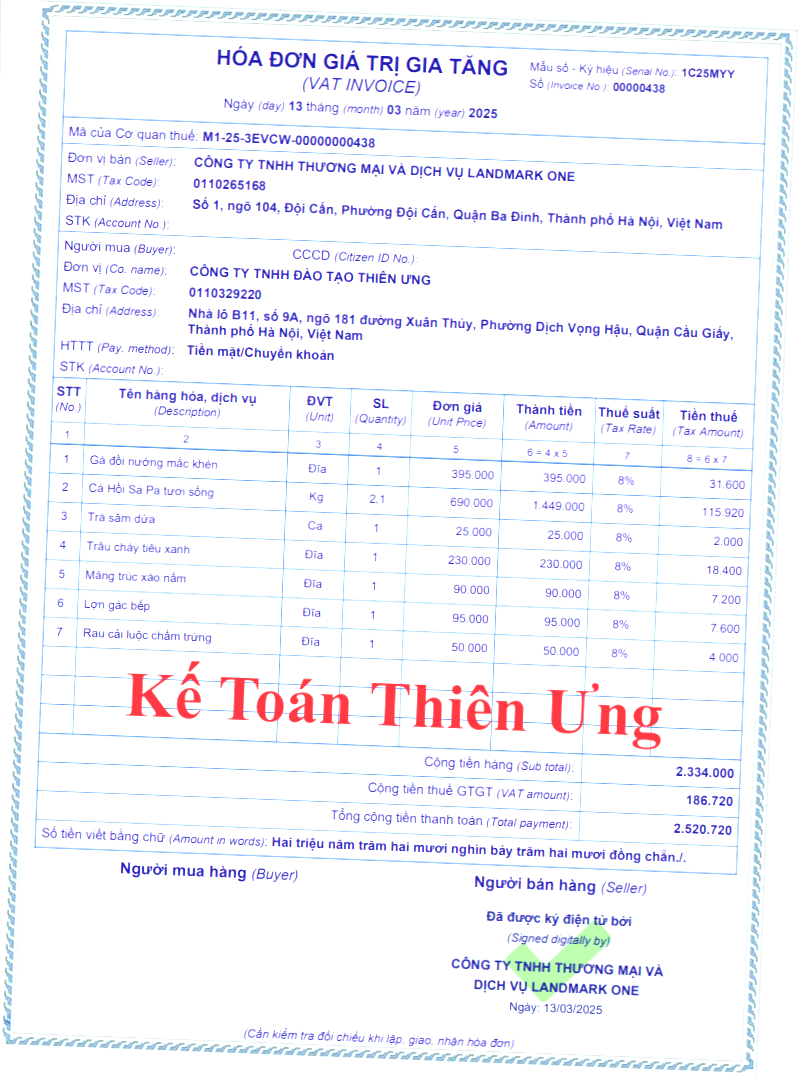 HÓA ĐƠN GIÁ TRỊ GIA TĂNG
(VAT INVOICE)
Ngày (day) 13 tháng (month) 03 năm (year) 2025
Mẫu số - Ký hiệu (Serial No.): 1C25MYY
Số (Invoice No ): 00000438
Mã của Cơ quan thuế: M1-25-3EVCW-00000000438
Đơn vị bán (Seller): CÔNG TY TNHH THƯƠNG MẠI VÀ DỊCH VỤ LANDMARK ONE
MST (Tax Code): 0110265168
Địa chỉ (Address): Số 1, ngõ 104, Đội Cấn, Phường Đội Cấn, Quận Ba Đình, Thành phố Hà Nội, Việt Nam
STK (Account No.):
Người mua (Buyer): CCCD (Citizen ID No.):
Đơn vị (Co. name): CÔNG TY TNHH ĐÀO TẠO THIÊN ƯNG
MST (Tax Code): 0110329220
Địa chỉ (Address): Nhà lô B11, số 9A, ngõ 181 đường Xuân Thủy, Phường Dịch Vọng Hậu, Quận Cầu Giấy,
Thành phố Hà Nội, Việt Nam
HTTT (Pay. method): Tiền mặt/Chuyển khoản
STK (Account No.):
STT Tên hàng hóa, dịch vụ ĐVT SL Đơn giá Thành tiền Thuế suất Tiền thuế
(No.) (Description) (Unit) (Quantity) (Unit Price) (Amount) (Tax Rate) (Tax Amount)
1 2 3 4 5 6 = 4 x 5 7 8 = 6 x 7
1 Gà đồi nướng mắc khén Đĩa 1 395.000 395.000 8% 31.600
2 Cá Hồi Sa Pa tươi sống Kg 2.1 690.000 1.449.000 8% 115.920
3 Trà sâm dứa Ca 1 25.000 25.000 8% 2.000
4 Trâu cháy tiêu xanh Đĩa 1 230.000 230.000 8% 18.400
5 Măng trúc xào nấm Đĩa 1 90.000 90.000 8% 7.200
6 Lợn gác bếp Đĩa 1 95 000 95.000 8% 7.600
7 Rau cải luộc chấm trứng Đĩa 1 50 000 50.000 8% 4.000
Kế Toán Thiên Ưng
Cộng tiền hàng (Sub total): 2.334.000
Cộng tiền thuế GTGT (VAT amount): 186.720
Tổng cộng tiền thanh toán (Total payment): 2.520.720
Số tiền viết bằng chữ (Amount in words): Hai triệu năm trăm hai mươi nghìn bảy trăm hai mươi đồng chẵn./.
Người mua hàng (Buyer)
Người bán hàng (Seller)
Đã được ký điện tử bởi
(Signed digitally by)
CÔNG TY TNHH THƯƠNG MẠI VÀ
DỊCH VỤ LANDMARK ONE
Ngày: 13/03/2025
(Cần kiểm tra đối chiếu khi lập, giao, nhận hóa đơn)